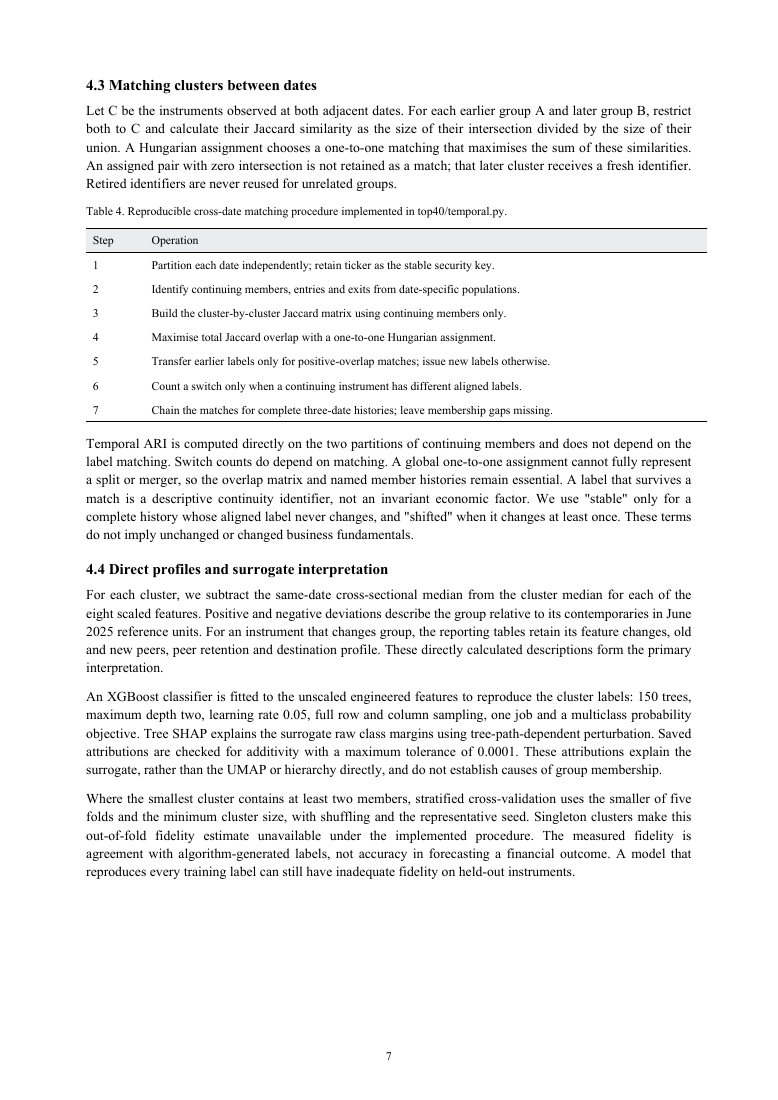 4.3 Matching clusters between dates
Let C be the instruments observed at both adjacent dates. For each earlier group A and later group B, restrict
both to C and calculate their Jaccard similarity as the size of their intersection divided by the size of their
union. A Hungarian assignment chooses a one-to-one matching that maximises the sum of these similarities.
An assigned pair with zero intersection is not retained as a match; that later cluster receives a fresh identifier.
Retired identifiers are never reused for unrelated groups.
Table 4. Reproducible cross-date matching procedure implemented in top40/temporal.py.
Step Operation
1 Partition each date independently; retain ticker as the stable security key.
2 Identify continuing members, entries and exits from date-specific populations.
3 Build the cluster-by-cluster Jaccard matrix using continuing members only.
4 Maximise total Jaccard overlap with a one-to-one Hungarian assignment.
5 Transfer earlier labels only for positive-overlap matches; issue new labels otherwise.
6 Count a switch only when a continuing instrument has different aligned labels.
7 Chain the matches for complete three-date histories; leave membership gaps missing.
Temporal ARI is computed directly on the two partitions of continuing members and does not depend on the
label matching. Switch counts do depend on matching. A global one-to-one assignment cannot fully represent
a split or merger, so the overlap matrix and named member histories remain essential. A label that survives a
match is a descriptive continuity identifier, not an invariant economic factor. We use "stable" only for a
complete history whose aligned label never changes, and "shifted" when it changes at least once. These terms
do not imply unchanged or changed business fundamentals.
4.4 Direct profiles and surrogate interpretation
For each cluster, we subtract the same-date cross-sectional median from the cluster median for each of the
eight scaled features. Positive and negative deviations describe the group relative to its contemporaries in June
2025 reference units. For an instrument that changes group, the reporting tables retain its feature changes, old
and new peers, peer retention and destination profile. These directly calculated descriptions form the primary
interpretation.
An XGBoost classifier is fitted to the unscaled engineered features to reproduce the cluster labels: 150 trees,
maximum depth two, learning rate 0.05, full row and column sampling, one job and a multiclass probability
objective. Tree SHAP explains the surrogate raw class margins using tree-path-dependent perturbation. Saved
attributions are checked for additivity with a maximum tolerance of 0.0001. These attributions explain the
surrogate, rather than the UMAP or hierarchy directly, and do not establish causes of group membership.
Where the smallest cluster contains at least two members, stratified cross-validation uses the smaller of five
folds and the minimum cluster size, with shuffling and the representative seed. Singleton clusters make this
out-of-fold fidelity estimate unavailable under the implemented procedure. The measured fidelity is
agreement with algorithm-generated labels, not accuracy in forecasting a financial outcome. A model that
reproduces every training label can still have inadequate fidelity on held-out instruments.
7